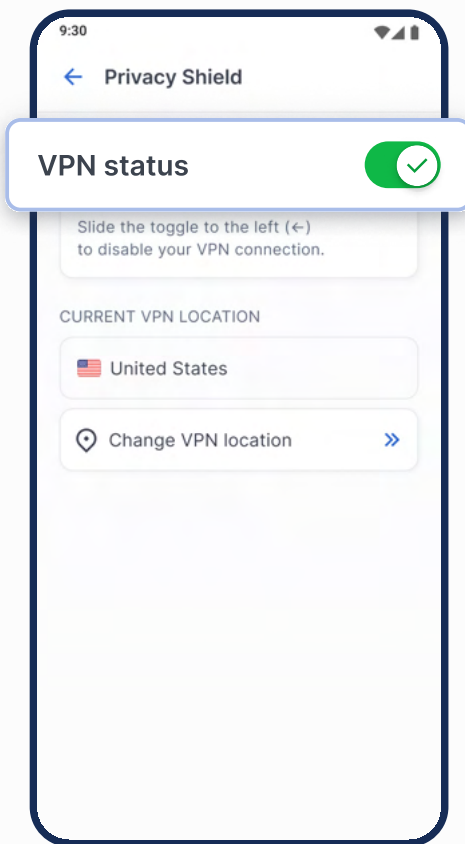 9:30
← Privacy Shield
VPN status
Slide the toggle to the left (←)
to disable your VPN connection.
CURRENT VPN LOCATION
United States
Change VPN location »